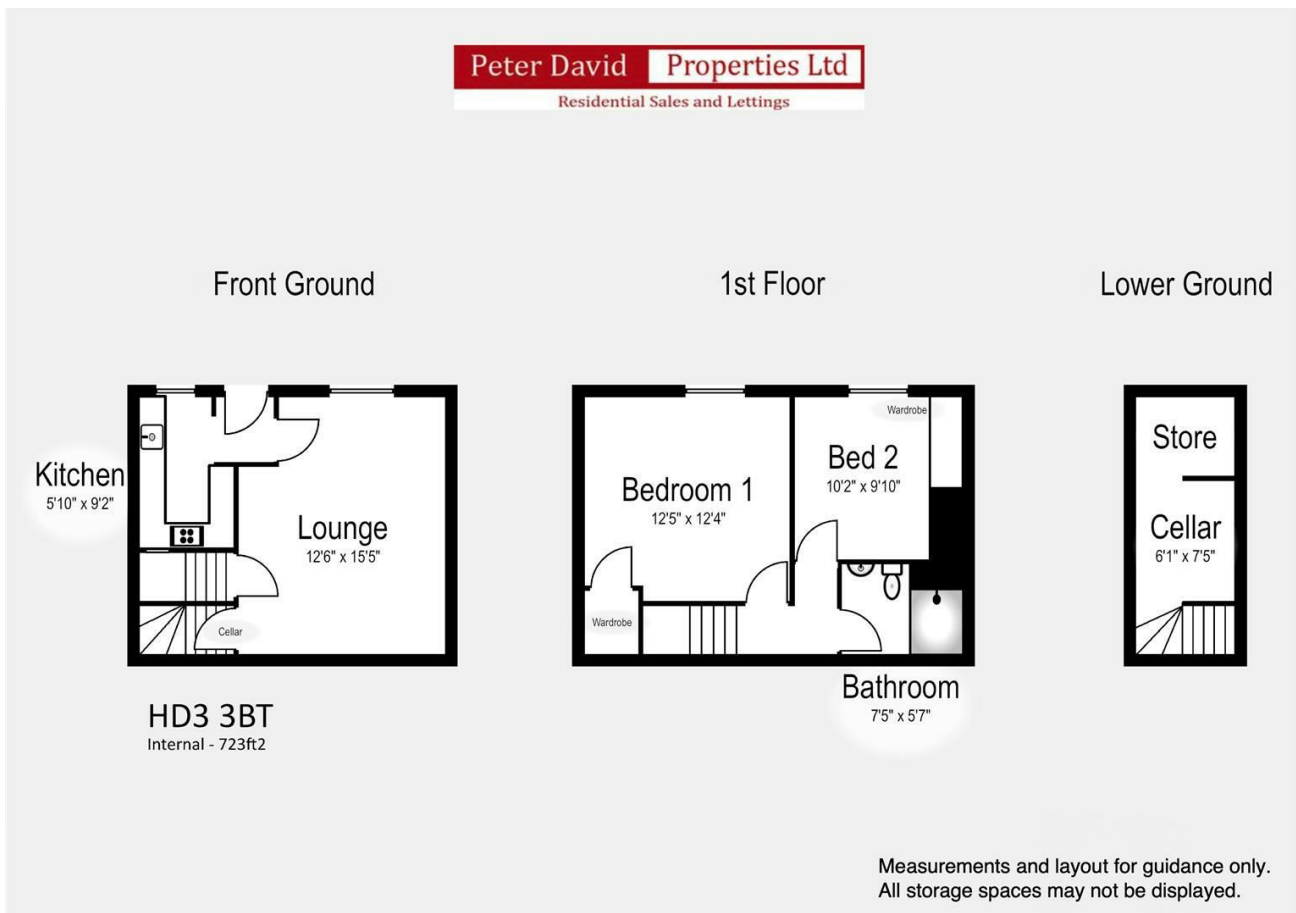 Peter David Properties Ltd
Residential Sales and Lettings
Front Ground
1st Floor
Lower Ground
Kitchen
5'10" x 9'2"
Lounge
12'6" x 15'5"
Cellar
HD3 3BT
Internal - 723ft2
Bedroom 1
12'5" x 12'4"
Wardrobe
Bed 2
10'2" x 9'10"
Wardrobe
Bathroom
7'5" x 5'7"
Store
Cellar
6'1" x 7'5"
Measurements and layout for guidance only.
All storage spaces may not be displayed.